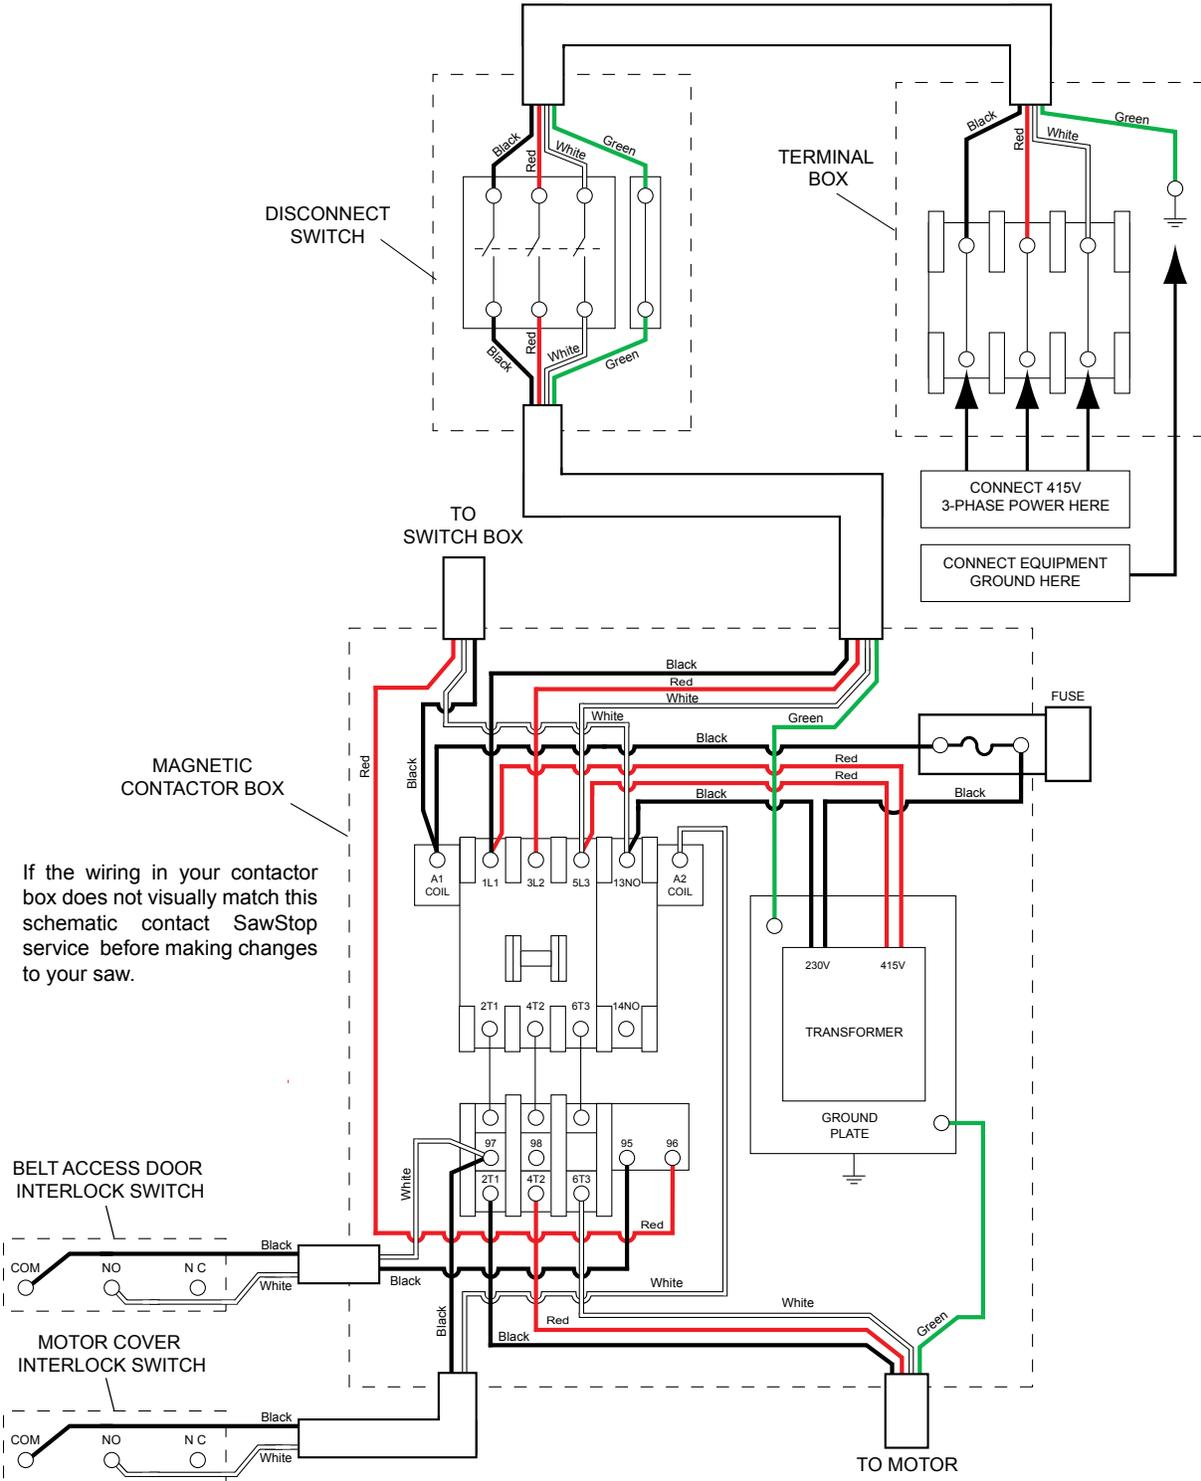 Black
Red
White
Green
DISCONNECT
SWITCH
Black
Red
White
Green
TERMINAL
BOX
Black
Red
White
Green
CONNECT 415V
3-PHASE POWER HERE
CONNECT EQUIPMENT
GROUND HERE
TO
SWITCH BOX
Black
Red
White
White
Green
FUSE
Black
Red
Red
Black
Black
Red
Black
MAGNETIC
CONTACTOR BOX
If the wiring in your contactor
box does not visually match this
schematic contact SawStop
service before making changes
to your saw.
A1
COIL
1L1
3L2
5L3
13NO
A2
COIL
2T1
4T2
6T3
14NO
230V
415V
TRANSFORMER
GROUND
PLATE
97
98
95
96
2T1
4T2
6T3
White
Red
BELT ACCESS DOOR
INTERLOCK SWITCH
COM
NO
N C
Black
White
Black
White
Black
White
Red
Black
Green
MOTOR COVER
INTERLOCK SWITCH
COM
NO
N C
Black
White
TO MOTOR